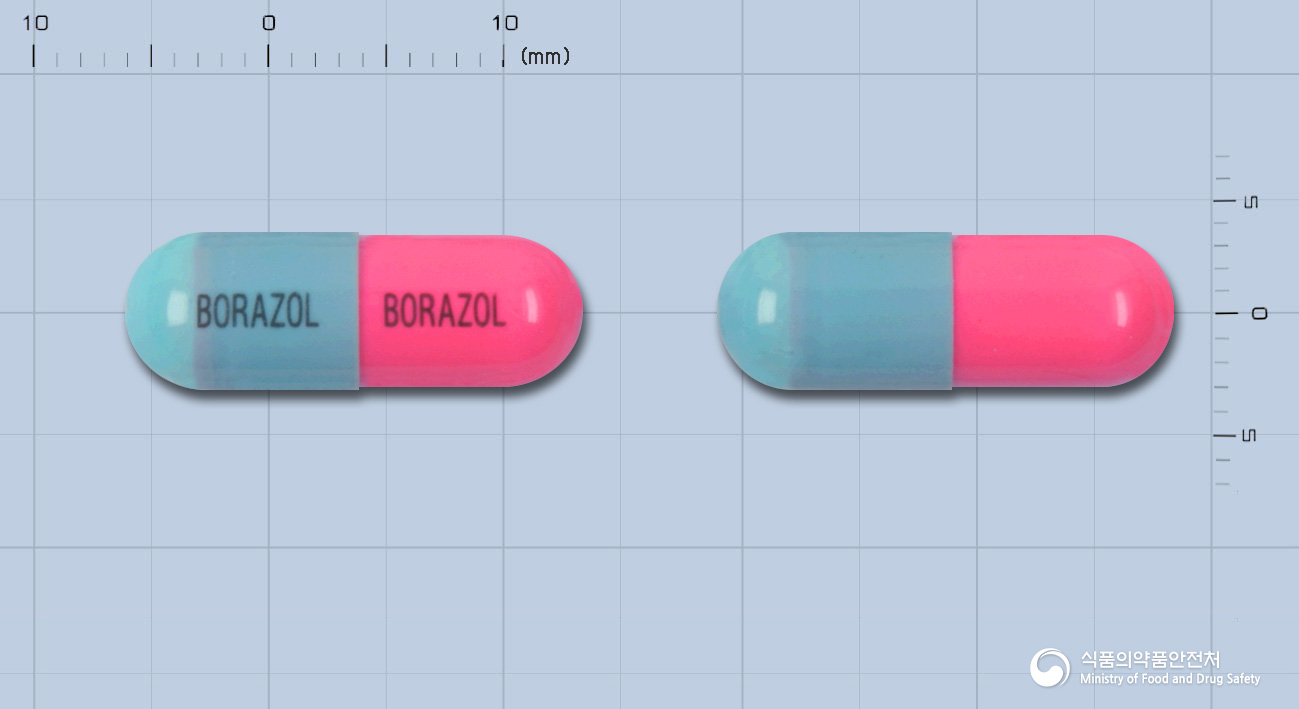 10 0 10
(mm)
BORAZOL BORAZOL
5
0
5
식품의약품안전처
Ministry of Food and Drug Safety